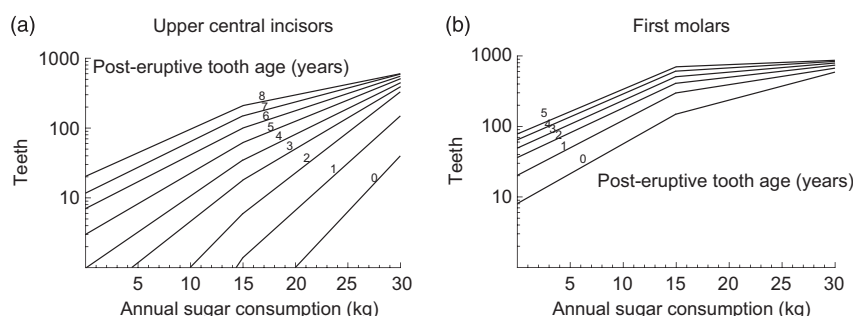 (a)
Upper central incisors
1000
100
10
Teeth
Post-eruptive tooth age (years)
8
7
6
5
4
3
2
1
0
5 10 15 20 25 30
Annual sugar consumption (kg)
(b)
First molars
1000
100
10
Teeth
5
4
3
2
1
0
Post-eruptive tooth age (years)
5 10 15 20 25 30
Annual sugar consumption (kg)